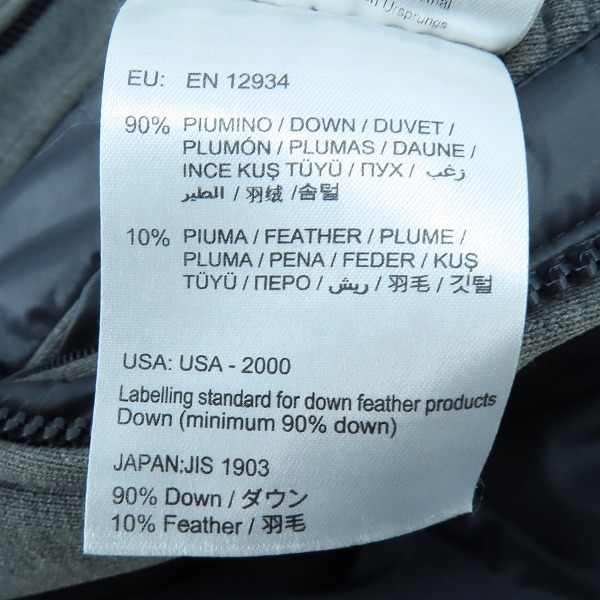 Ursprungs
EU: EN 12934
90% PIUMINO / DOWN / DUVET /
PLUMÓN / PLUMAS / DAUNE /
INCE KUŞ TÜYÜ / ПУХ / زغب
الطير / 羽绒 / 솜털
10% PIUMA / FEATHER / PLUME /
PLUMA / PENA / FEDER / KUŞ
TÜYÜ / ПЕРО / ريش / 羽毛 / 깃털
USA: USA - 2000
Labelling standard for down feather products
Down (minimum 90% down)
JAPAN:JIS 1903
90% Down / ダウン
10% Feather / 羽毛